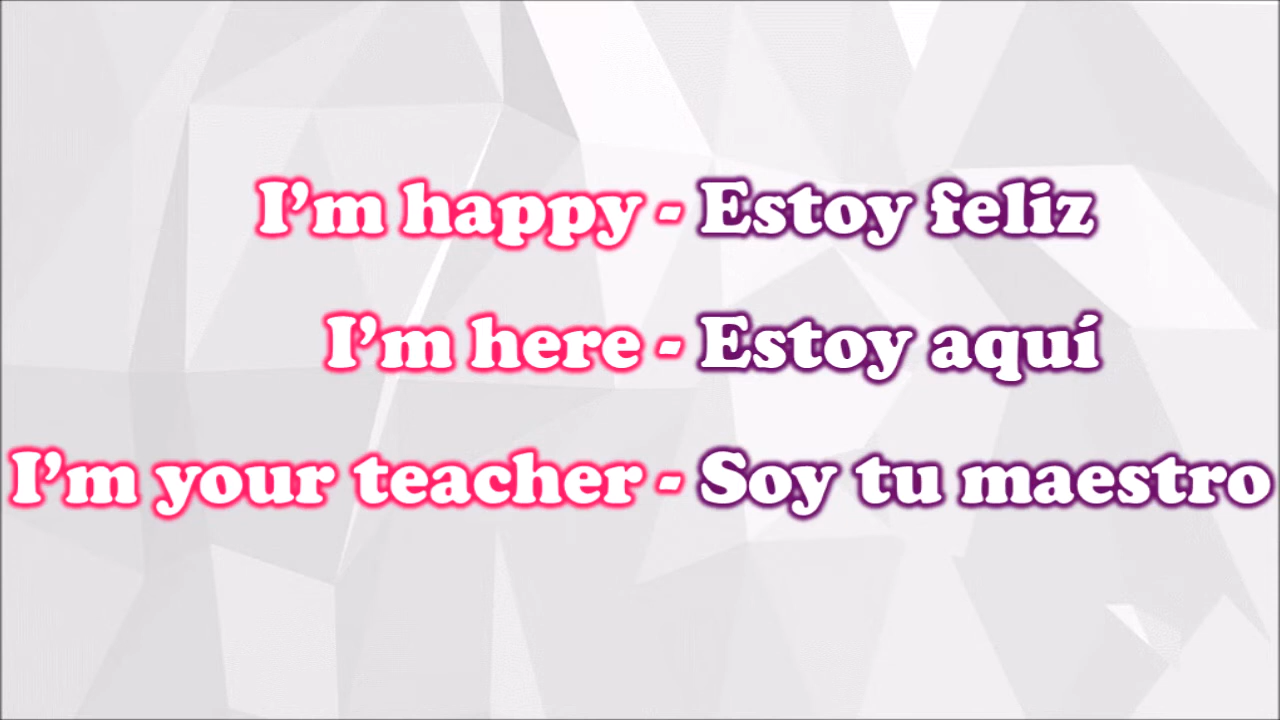 I’m happy - Estoy feliz
I’m here - Estoy aquí
I’m your teacher - Soy tu maestro